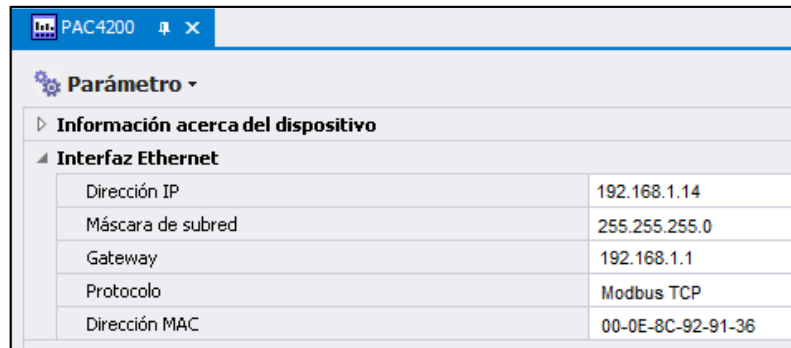 PAC4200
Parámetro
Información acerca del dispositivo
Interfaz Ethernet
Dirección IP 192.168.1.14
Máscara de subred 255.255.255.0
Gateway 192.168.1.1
Protocolo Modbus TCP
Dirección MAC 00-0E-8C-92-91-36